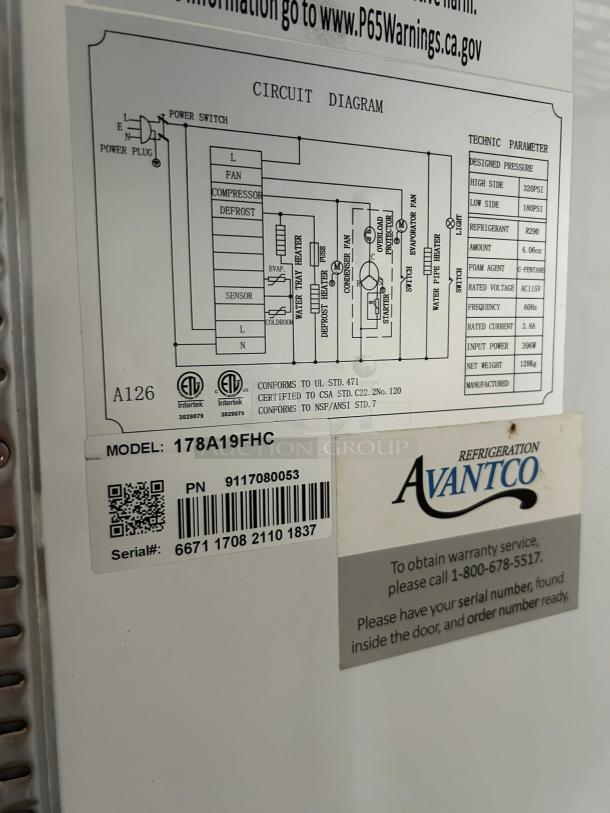 information go to www.P65Warnings.ca.gov
CIRCUIT DIAGRAM
L
E
N
POWER SWITCH
POWER PLUG
L
FAN
COMPRESSOR
DEFROST
SENSOR
L
N
EVAP.
COLDROOM
WATER TRAY HEATER
FUSE
DEFROST HEATER
M
CONDENSER FAN
C
R
S
OVERLOAD PROTECTOR
STARTER
M
EVAPORATOR FAN
SWITCH
WATER PIPE HEATER
LIGHT
SWITCH
TECHNIC PARAMETER
DESIGNED PRESSURE
HIGH SIDE 320PSI
LOW SIDE 180PSI
REFRIGERANT R290
AMOUNT 4.06oz
FOAM AGENT C-PENTANE
RATED VOLTAGE AC115V
FREQUENCY 60Hz
RATED CURRENT 3.8A
INPUT POWER 396W
NET WEIGHT 128Kg
MANUFACTURED
A126
ETL
Intertek
3029079
ETL
Intertek
3029079
CONFORMS TO UL STD. 471
CERTIFIED TO CSA STD. C22.2No.120
CONFORMS TO NSF/ANSI STD. 7
AUCTION GROUP
MODEL: 178A19FHC
PN 9117080053
Serial#: 6671 1708 2110 1837
REFRIGERATION
AVANTCO
To obtain warranty service,
please call 1-800-678-5517.
Please have your serial number, found
inside the door, and order number ready.